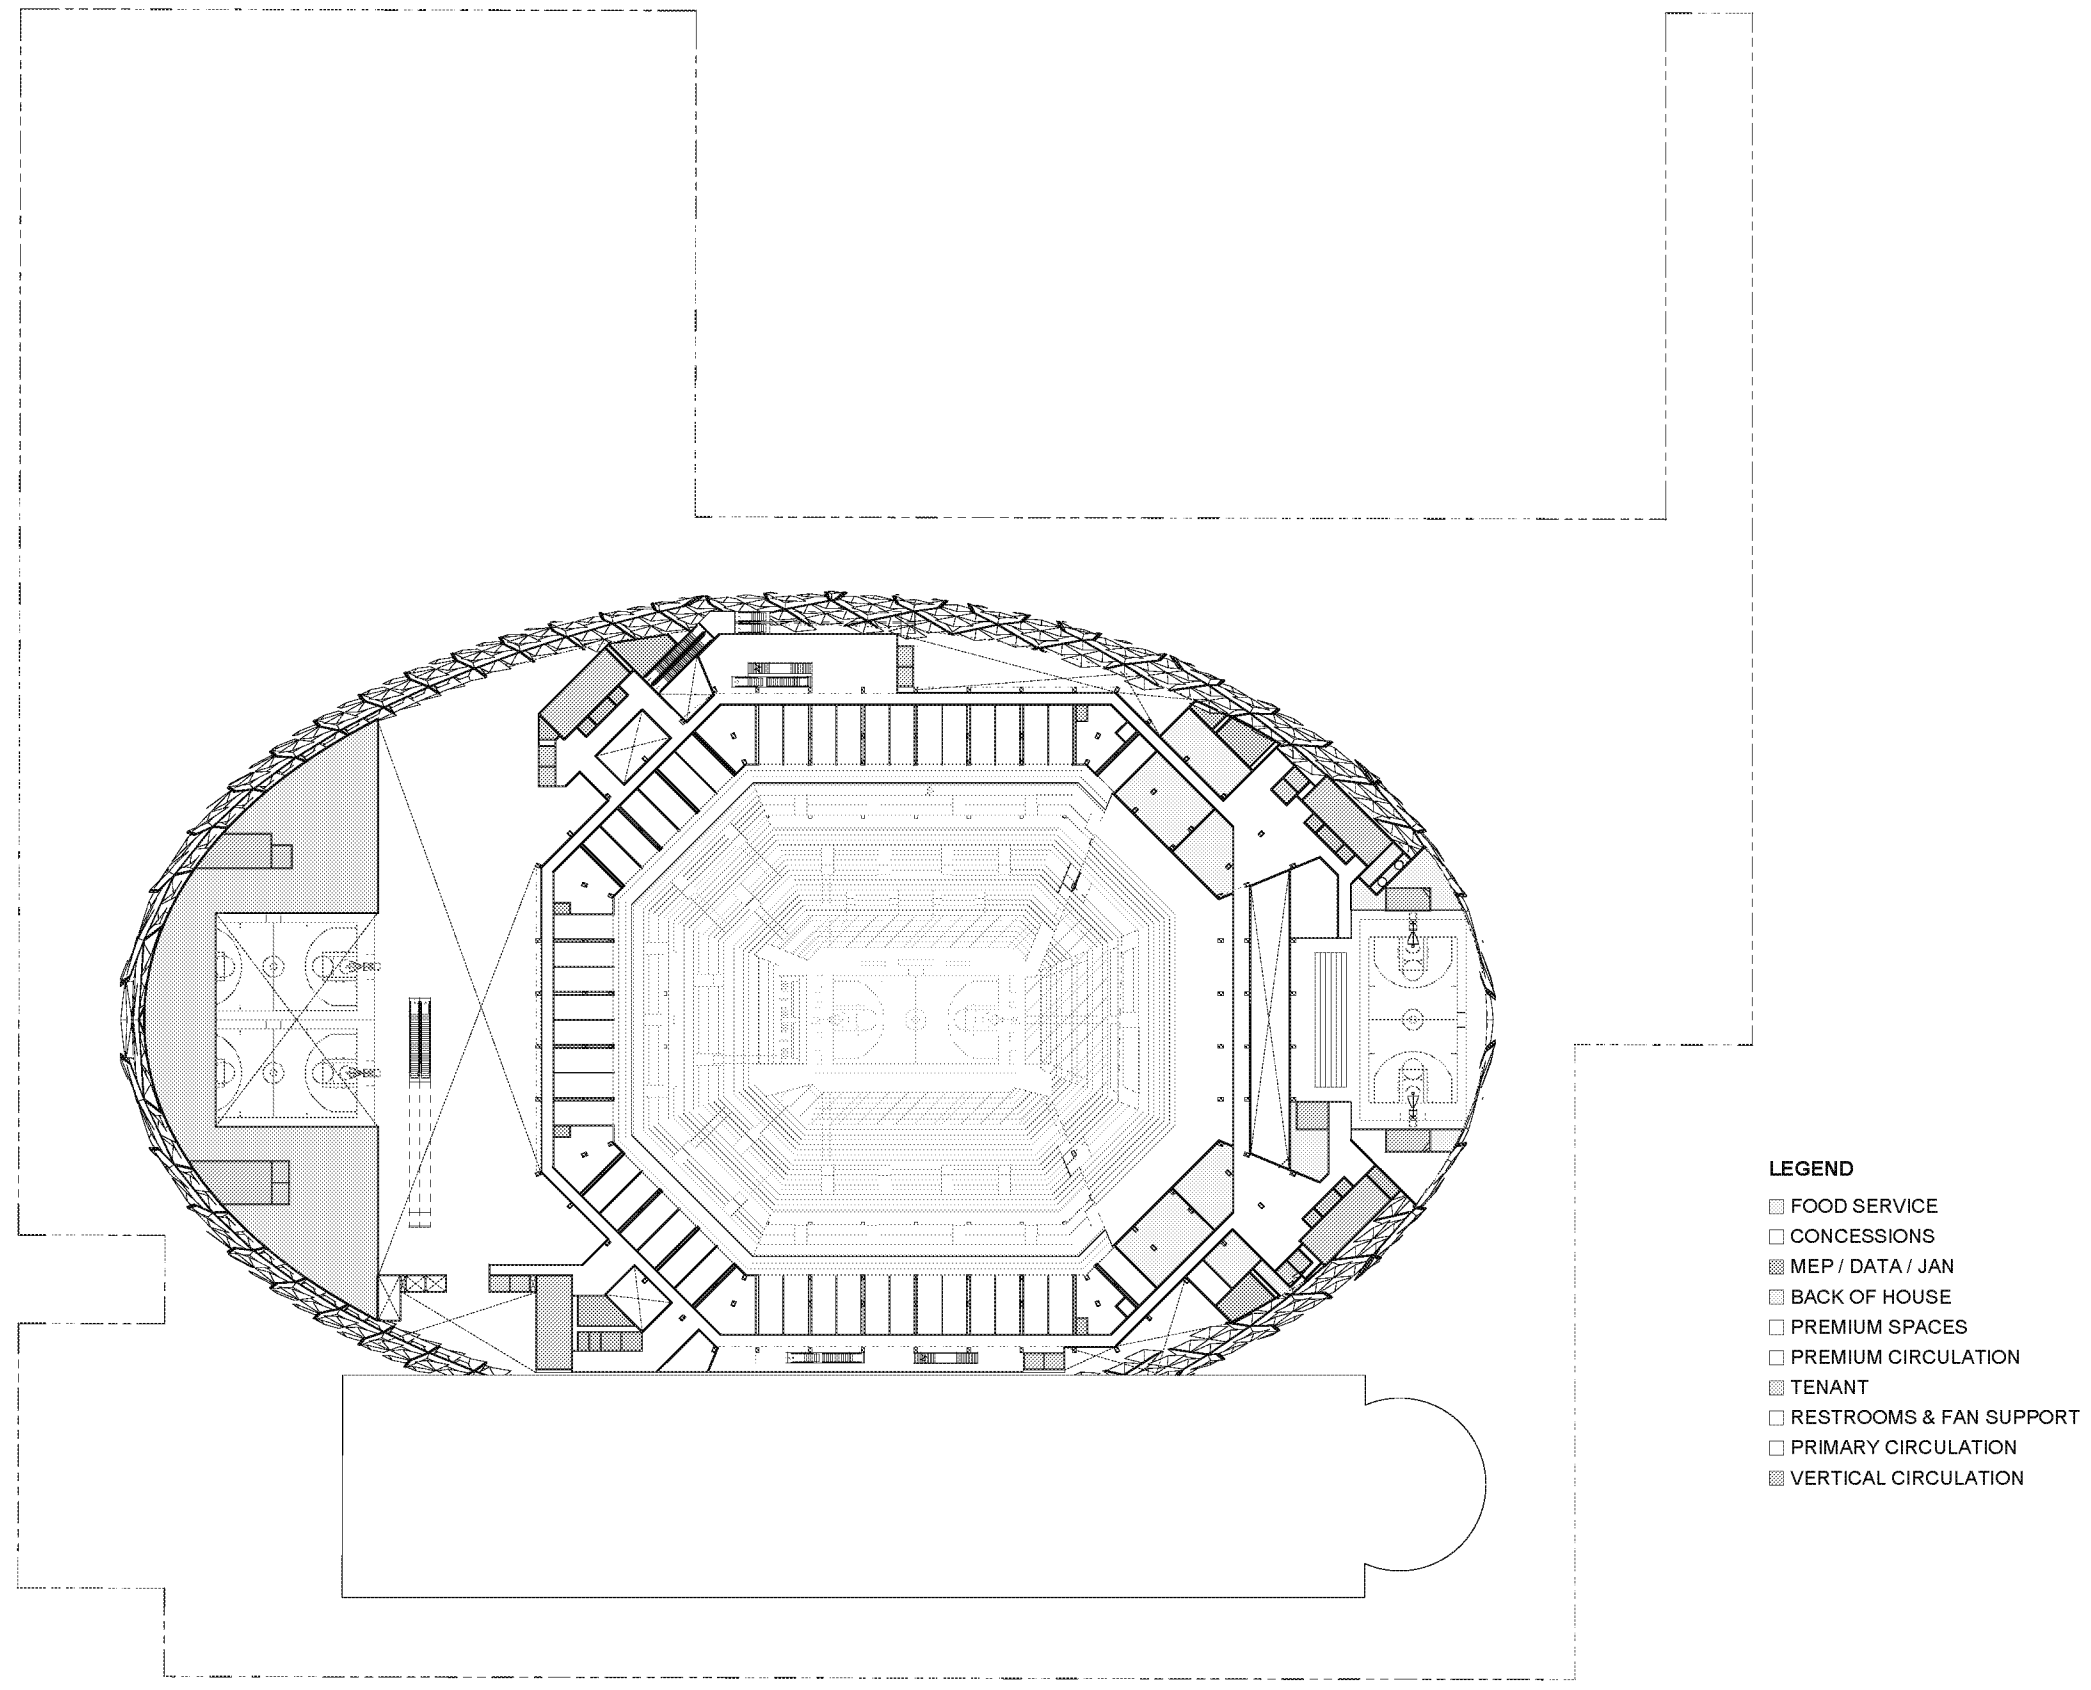 LEGEND
FOOD SERVICE
CONCESSIONS
MEP / DATA / JAN
BACK OF HOUSE
PREMIUM SPACES
PREMIUM CIRCULATION
TENANT
RESTROOMS & FAN SUPPORT
PRIMARY CIRCULATION
VERTICAL CIRCULATION